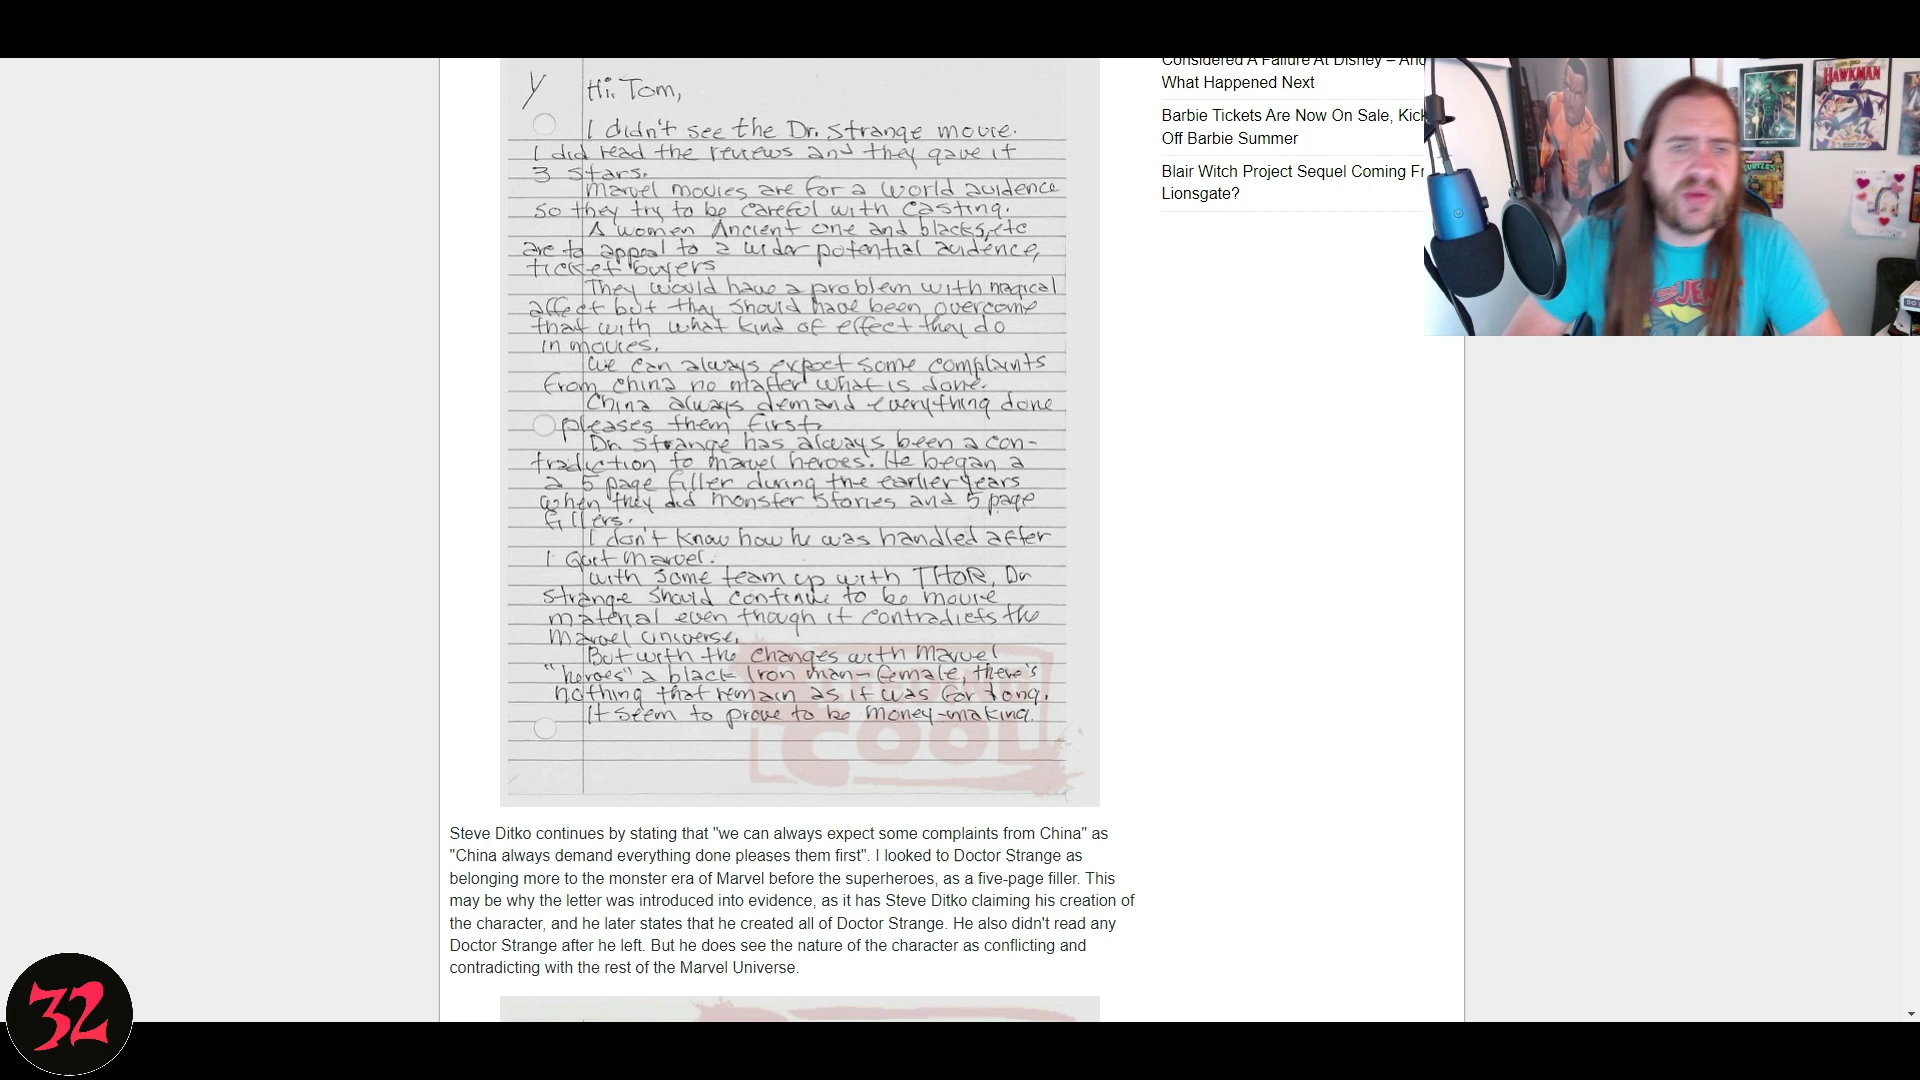 y
Hi. Tom,
I didn't see the Dr. Strange movie.
I did read the reviews and they gave it
3 stars.
Marvel movies are for a world auidence
so they try to be careful with casting.
A women Ancient one and blacks, etc
are to appeal to a wider potential auidence,
ticket buyers
They would have a problem with magical
affect but they should have been overcome
that with what kind of effect they do
in movies.
We can always expect some complaints
from China no matter what is done.
China always demand everything done
pleases them first,
Dr. Strange has always been a con-
tradiction to marvel heroes. He began a
a 5 page filler during the earlier years
when they did monster stories and 5 page
fillers.
I don't know how he was handled after
I Quit Marvel.
With some team up with THOR, Dr
Strange should continue to be movie
material even though it contradicts the
Marvel universe.
But with the changes with Marvel
"heroes" a black Iron man - female, there's
nothing that remain as it was for long.
It seem to prove to be money-making.
BLEEDING
COOL
Steve Ditko continues by stating that "we can always expect some complaints from China" as
"China always demand everything done pleases them first". I looked to Doctor Strange as
belonging more to the monster era of Marvel before the superheroes, as a five-page filler. This
may be why the letter was introduced into evidence, as it has Steve Ditko claiming his creation of
the character, and he later states that he created all of Doctor Strange. He also didn't read any
Doctor Strange after he left. But he does see the nature of the character as conflicting and
contradicting with the rest of the Marvel Universe.
Considered A Failure At Disney – And
What Happened Next
Barbie Tickets Are Now On Sale, Kick
Off Barbie Summer
Blair Witch Project Sequel Coming Fr
Lionsgate?
HAWKMAN
TURTLES
32